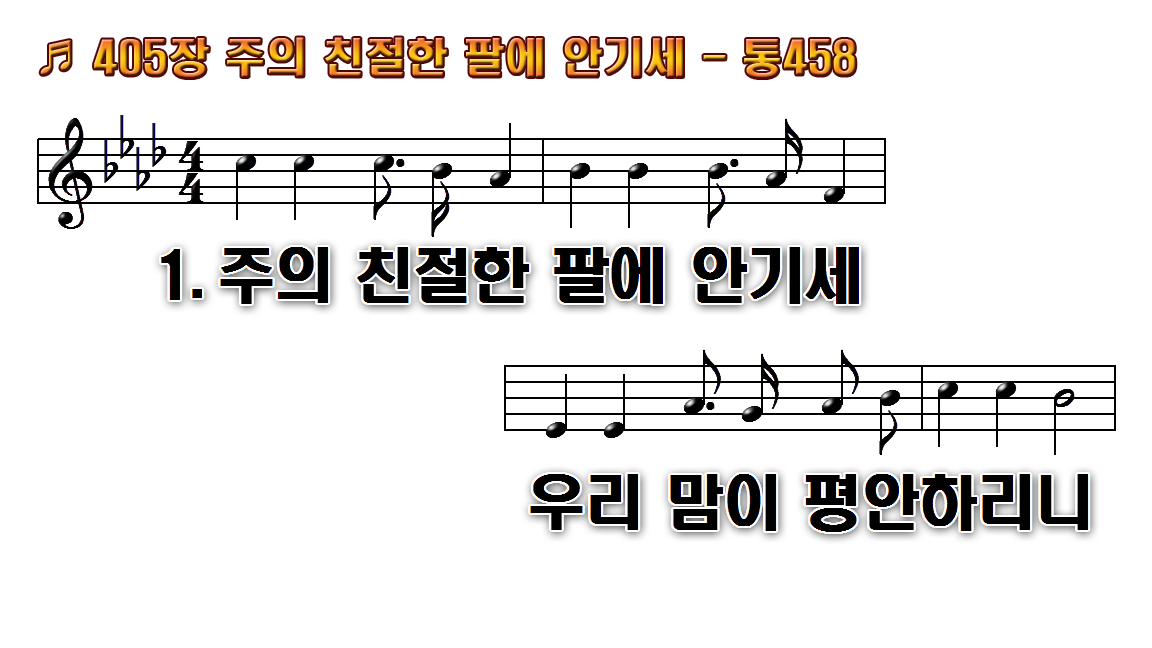 ♬ 405장 주의 친절한 팔에 안기세 - 통458
4
4
1. 주의 친절한 팔에 안기세
우리 맘이 평안하리니